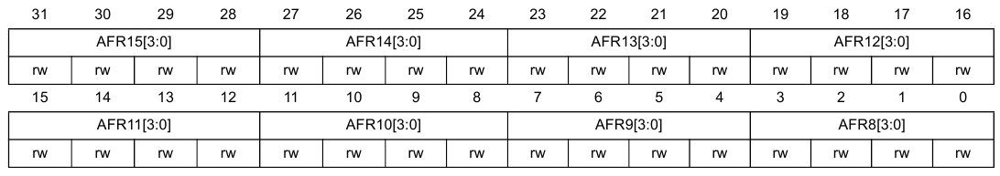 31 30 29 28 27 26 25 24 23 22 21 20 19 18 17 16
AFR15[3:0] AFR14[3:0] AFR13[3:0] AFR12[3:0]
rw rw rw rw rw rw rw rw rw rw rw rw rw rw rw rw
15 14 13 12 11 10 9 8 7 6 5 4 3 2 1 0
AFR11[3:0] AFR10[3:0] AFR9[3:0] AFR8[3:0]
rw rw rw rw rw rw rw rw rw rw rw rw rw rw rw rw